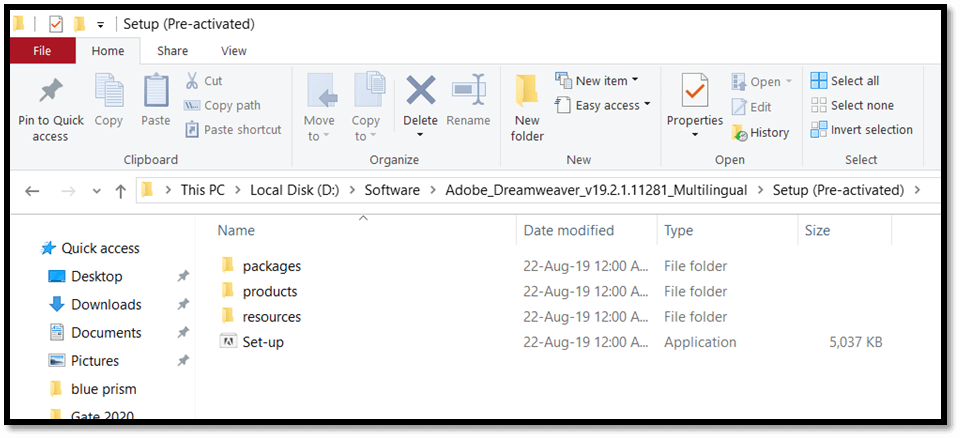 Setup (Pre-activated)
File Home Share View
Pin to Quick access
Copy
Paste
Cut
Copy path
Paste shortcut
Clipboard
Move to
Copy to
Delete
Rename
Organize
New folder
New item
Easy access
New
Properties
Open
Edit
History
Open
Select all
Select none
Invert selection
Select
This PC > Local Disk (D:) > Software > Adobe_Dreamweaver_v19.2.1.11281_Multilingual > Setup (Pre-activated) >
Name Date modified Type Size
Quick access
Desktop
Downloads
Documents
Pictures
blue prism
Gate 2020
packages 22-Aug-19 12:00 A... File folder
products 22-Aug-19 12:00 A... File folder
resources 22-Aug-19 12:00 A... File folder
Set-up 22-Aug-19 12:00 A... Application 5,037 KB